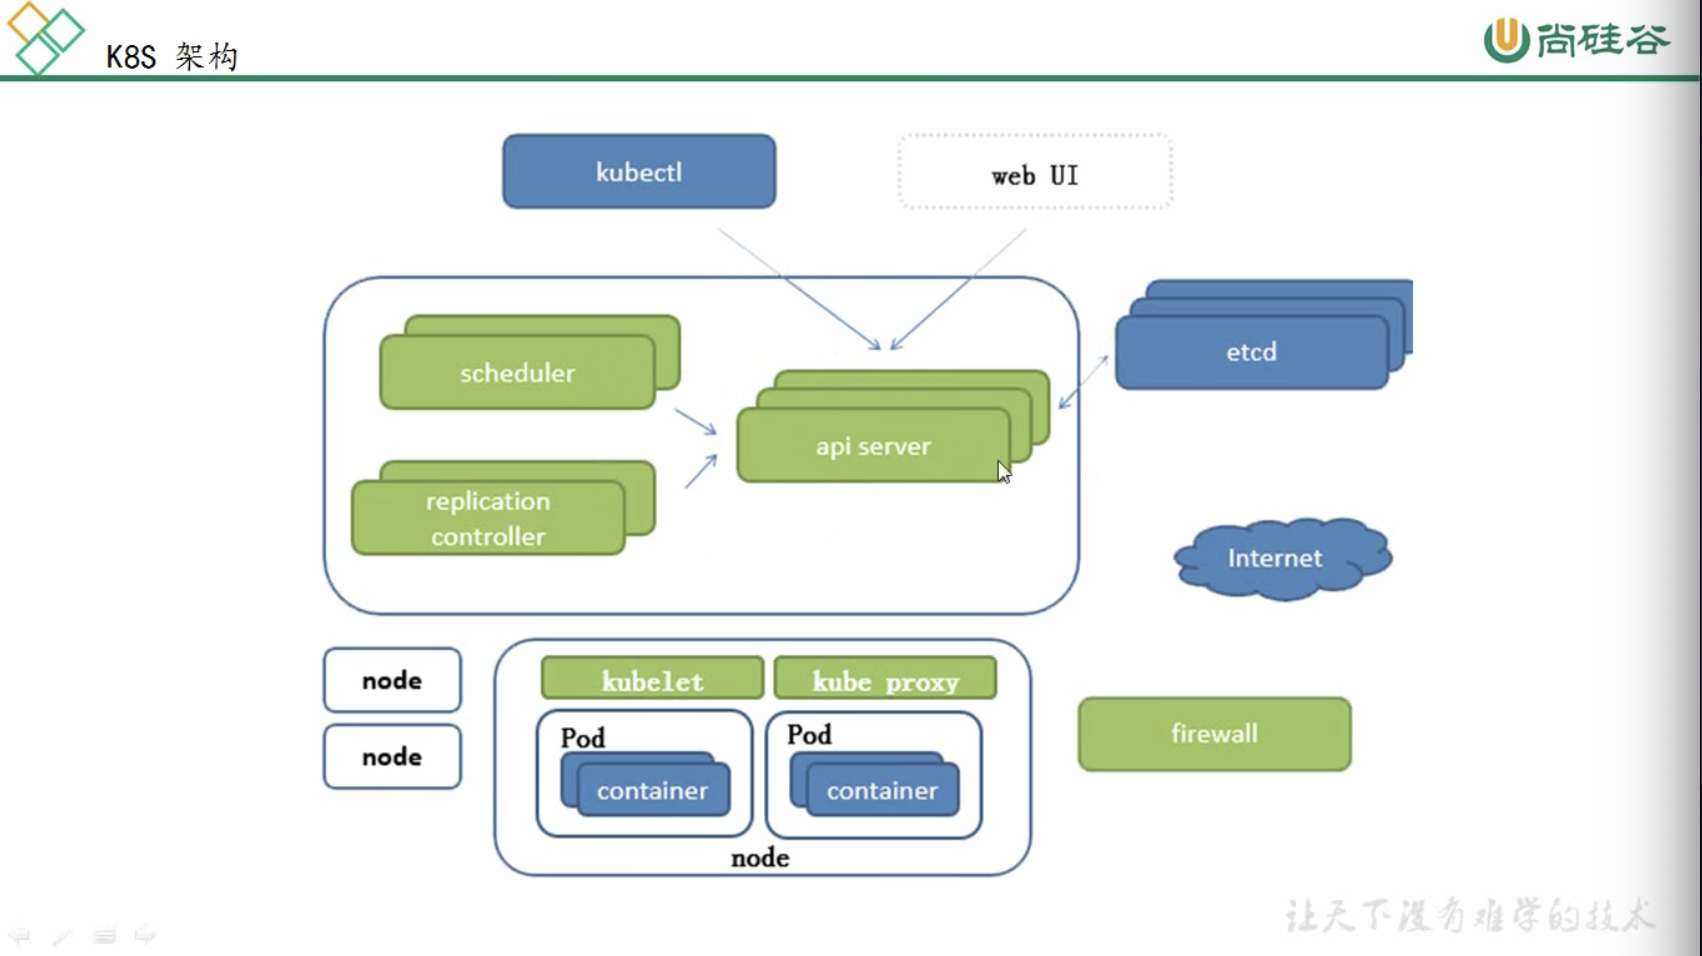 K8S 架构
尚硅谷
kubectl
web UI
scheduler
etcd
api server
replication
controller
Internet
node
kubelet
kube proxy
firewall
Pod
Pod
node
container
container
node
让天下没有难学的技术